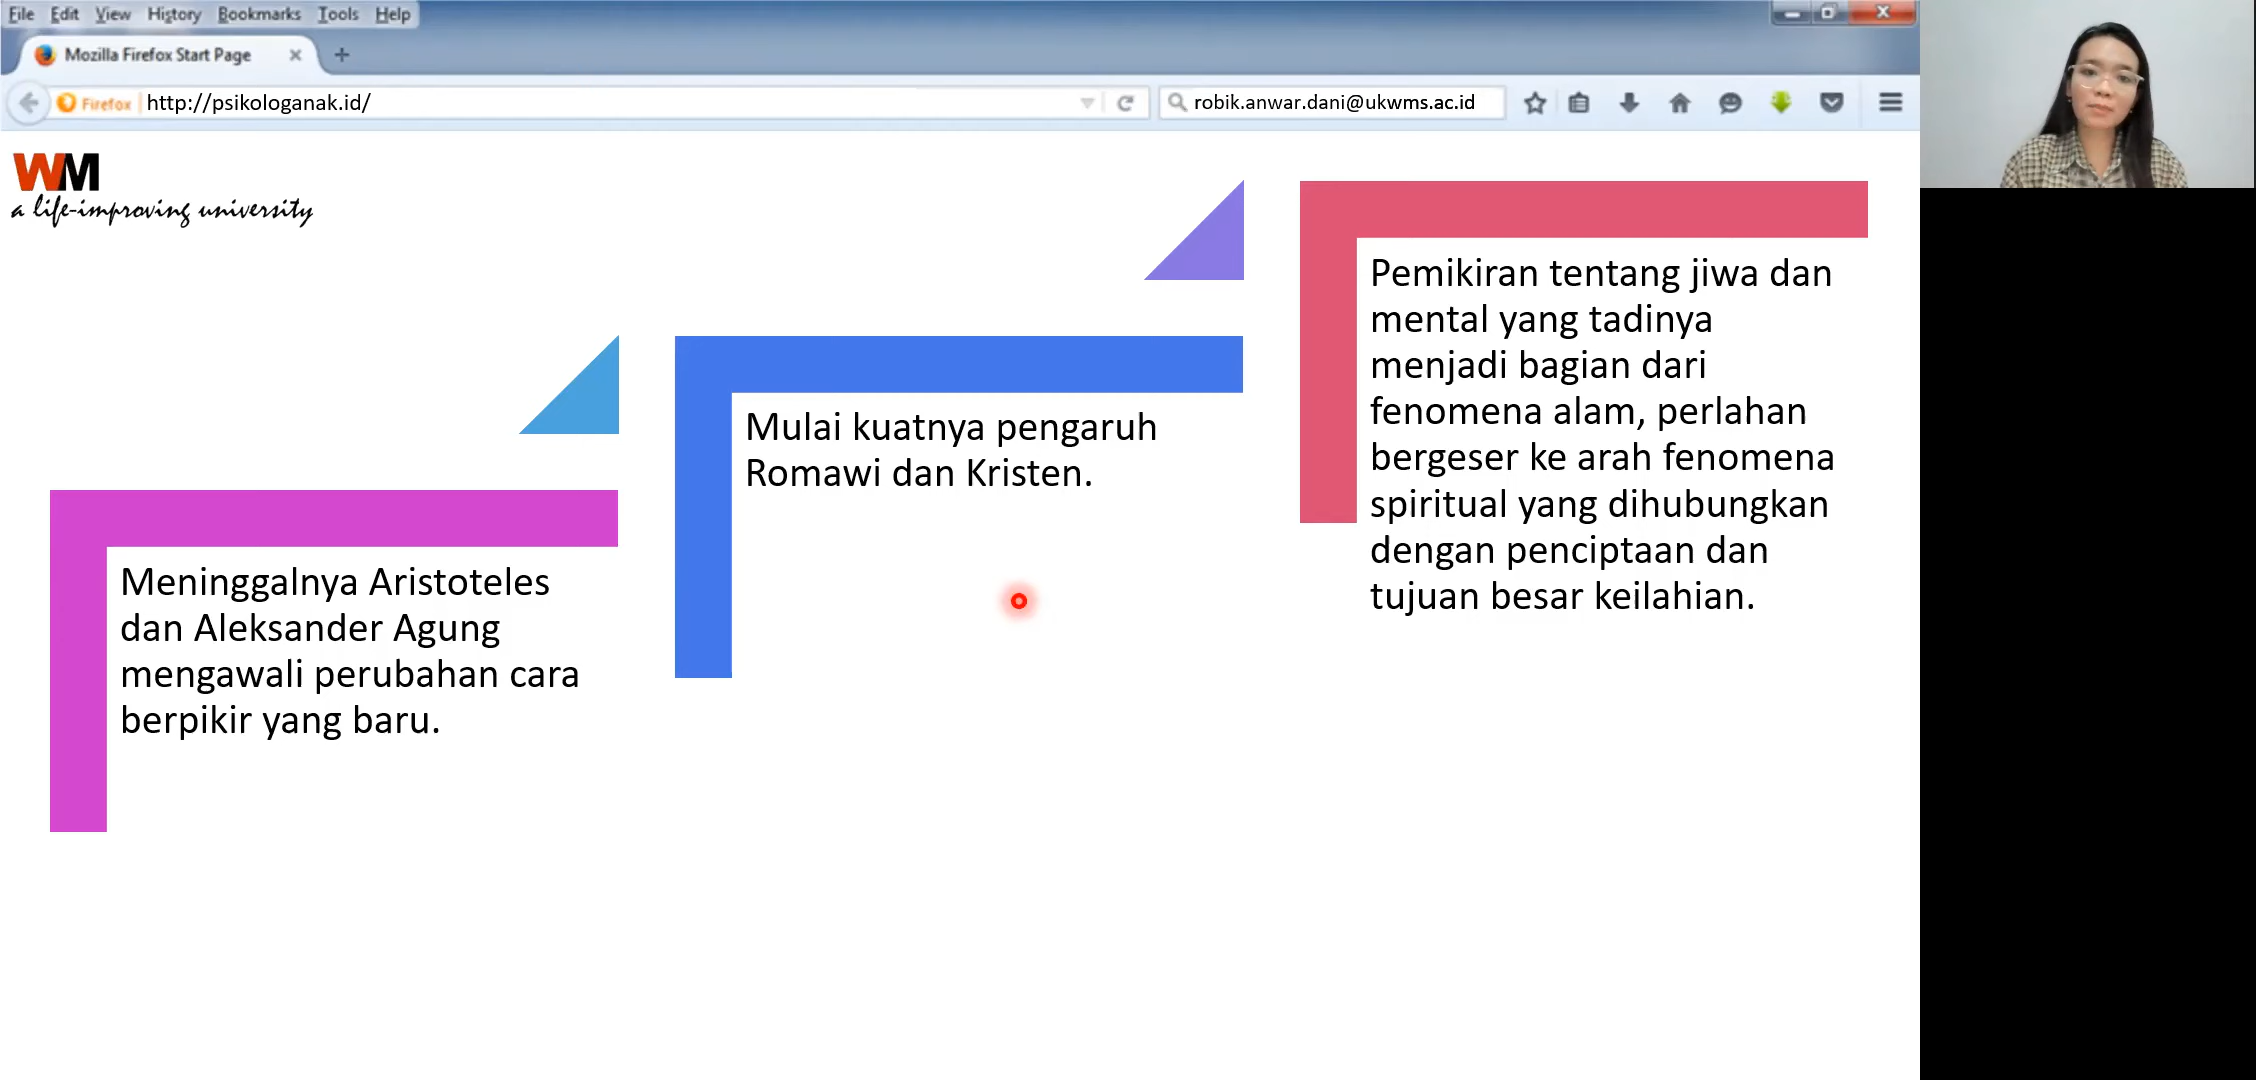 File Edit View History Bookmarks Tools Help
Mozilla Firefox Start Page
Firefox http://psikologanak.id/
robik.anwar.dani@ukwms.ac.id
WM
a life-improving university
Meninggalnya Aristoteles
dan Aleksander Agung
mengawali perubahan cara
berpikir yang baru.
Mulai kuatnya pengaruh
Romawi dan Kristen.
Pemikiran tentang jiwa dan
mental yang tadinya
menjadi bagian dari
fenomena alam, perlahan
bergeser ke arah fenomena
spiritual yang dihubungkan
dengan penciptaan dan
tujuan besar keilahian.